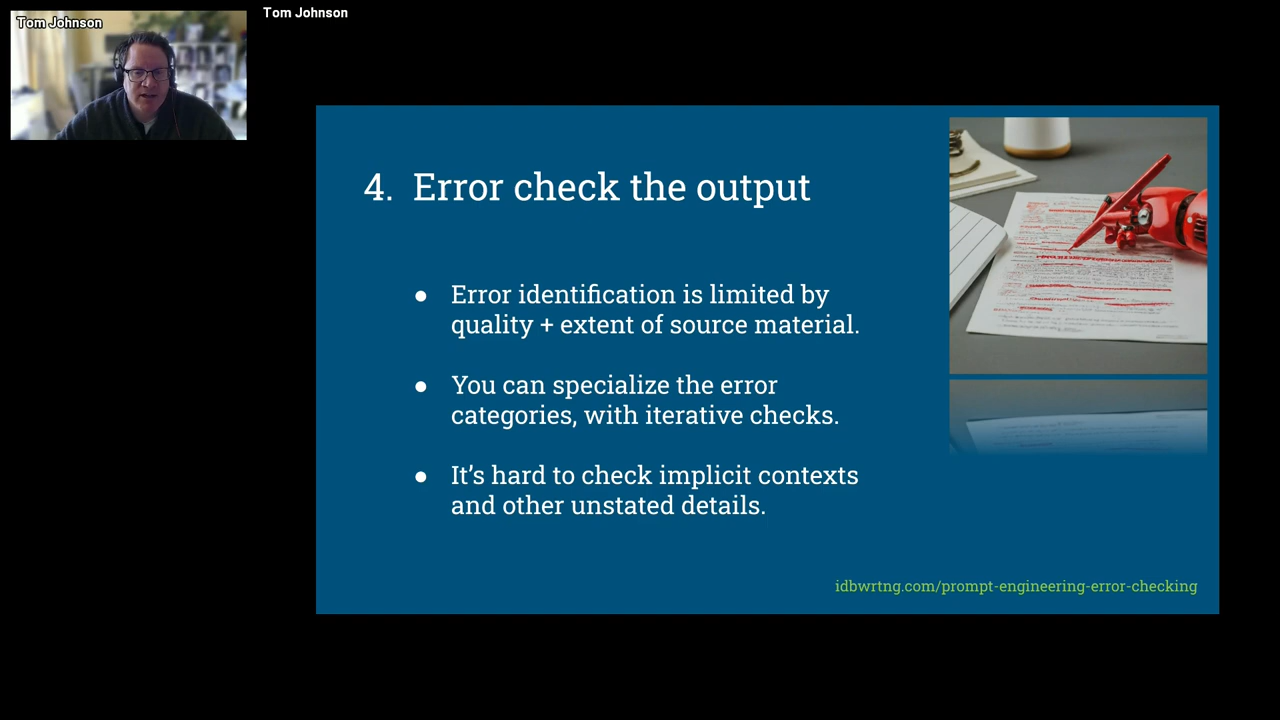 Tom Johnson
Tom Johnson
4. Error check the output
● Error identification is limited by
quality + extent of source material.
● You can specialize the error
categories, with iterative checks.
● It's hard to check implicit contexts
and other unstated details.
idbwrtng.com/prompt-engineering-error-checking